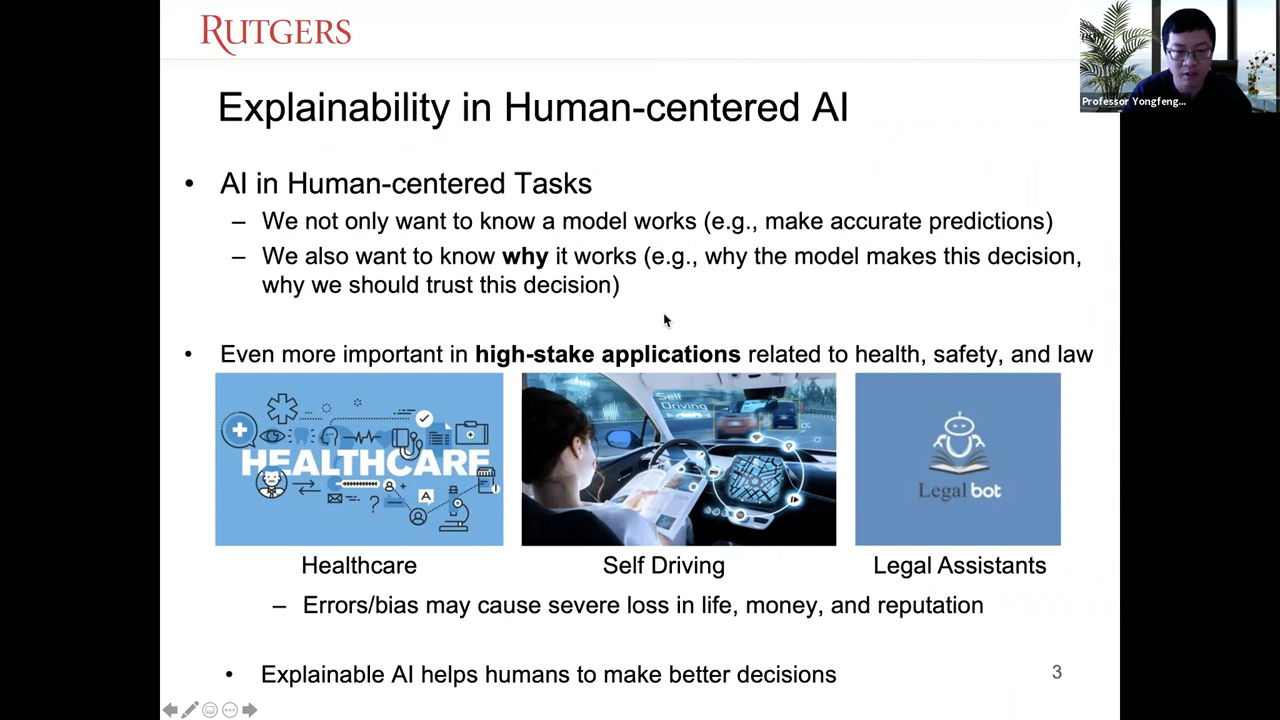 RUTGERS
Professor Yongfeng...
Explainability in Human-centered AI
• AI in Human-centered Tasks
– We not only want to know a model works (e.g., make accurate predictions)
– We also want to know why it works (e.g., why the model makes this decision,
why we should trust this decision)
• Even more important in high-stake applications related to health, safety, and law
HEALTHCARE
A
Self
Driving
Legal bot
Healthcare
Self Driving
Legal Assistants
– Errors/bias may cause severe loss in life, money, and reputation
• Explainable AI helps humans to make better decisions
3